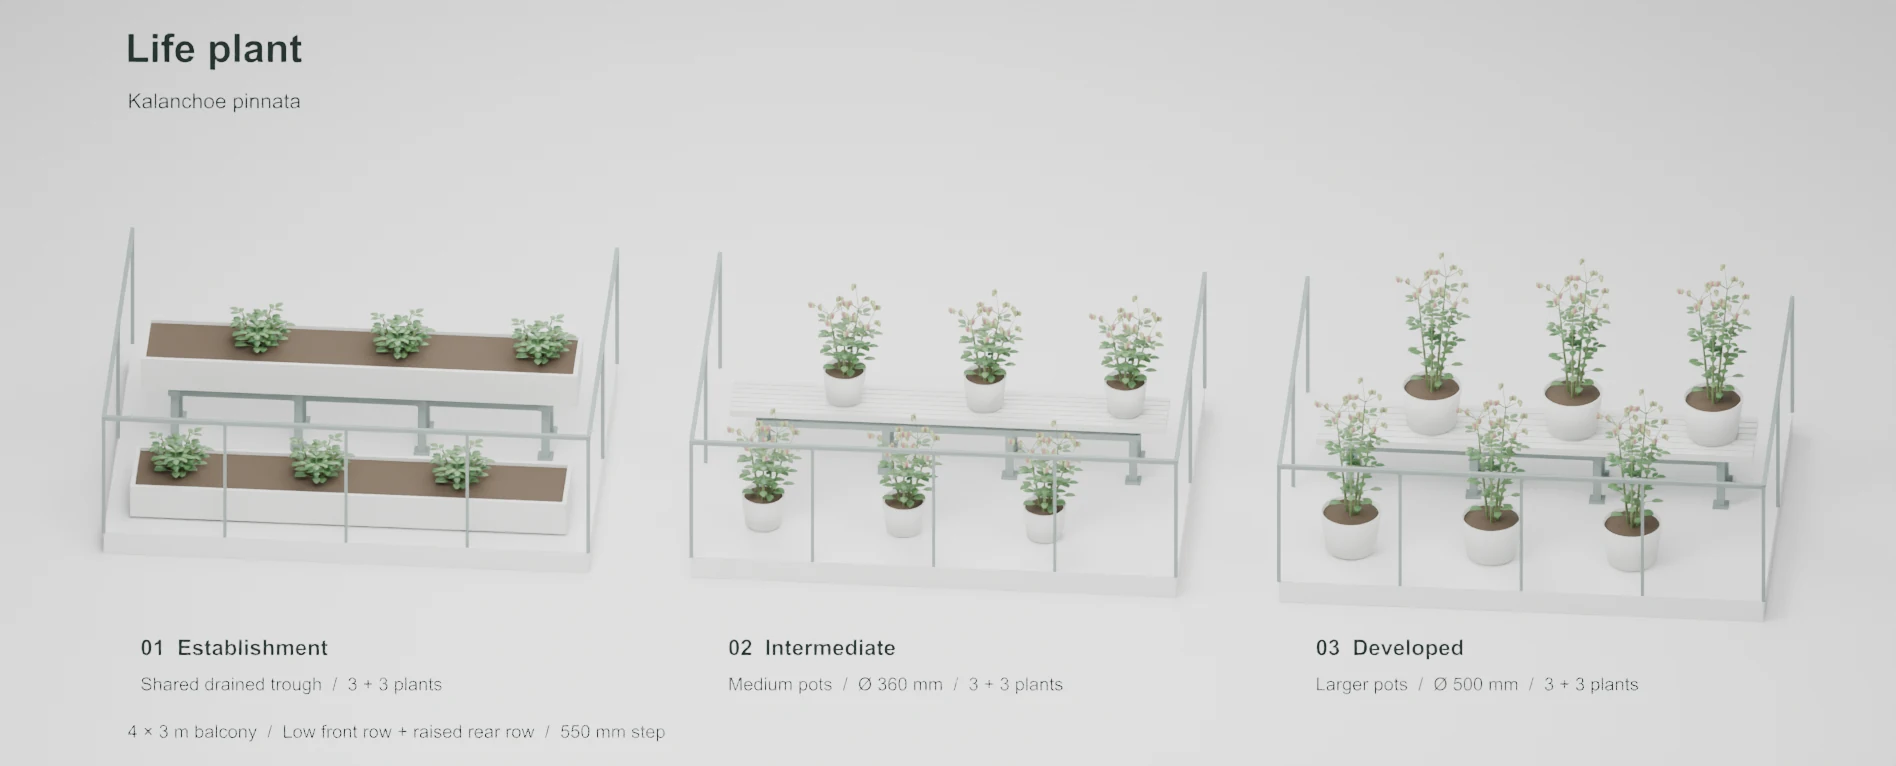 Life plant
Kalanchoe pinnata
01 Establishment
Shared drained trough / 3 + 3 plants
02 Intermediate
Medium pots / Ø 360 mm / 3 + 3 plants
03 Developed
Larger pots / Ø 500 mm / 3 + 3 plants
4 × 3 m balcony / Low front row + raised rear row / 550 mm step